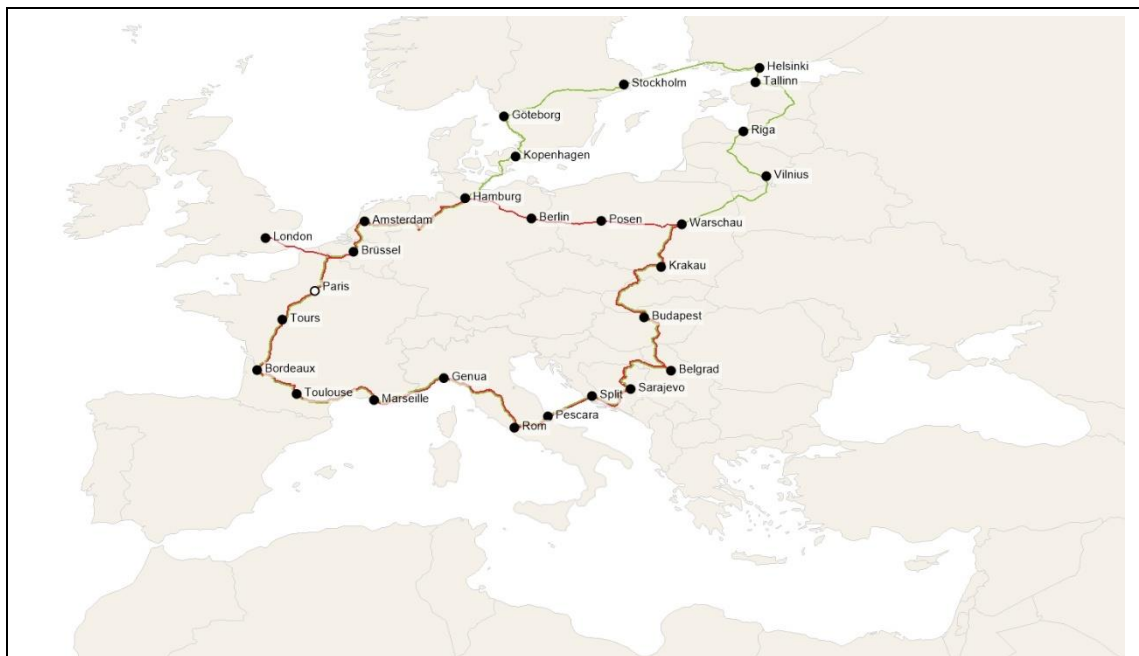 Helsinki
Tallinn
Stockholm
Göteborg
Riga
Kopenhagen
Vilnius
Hamburg
Berlin
Posen
Warschau
Amsterdam
London
Brüssel
Krakau
Paris
Tours
Budapest
Bordeaux
Genua
Belgrad
Toulouse
Marseille
Split
Sarajevo
Pescara
Rom